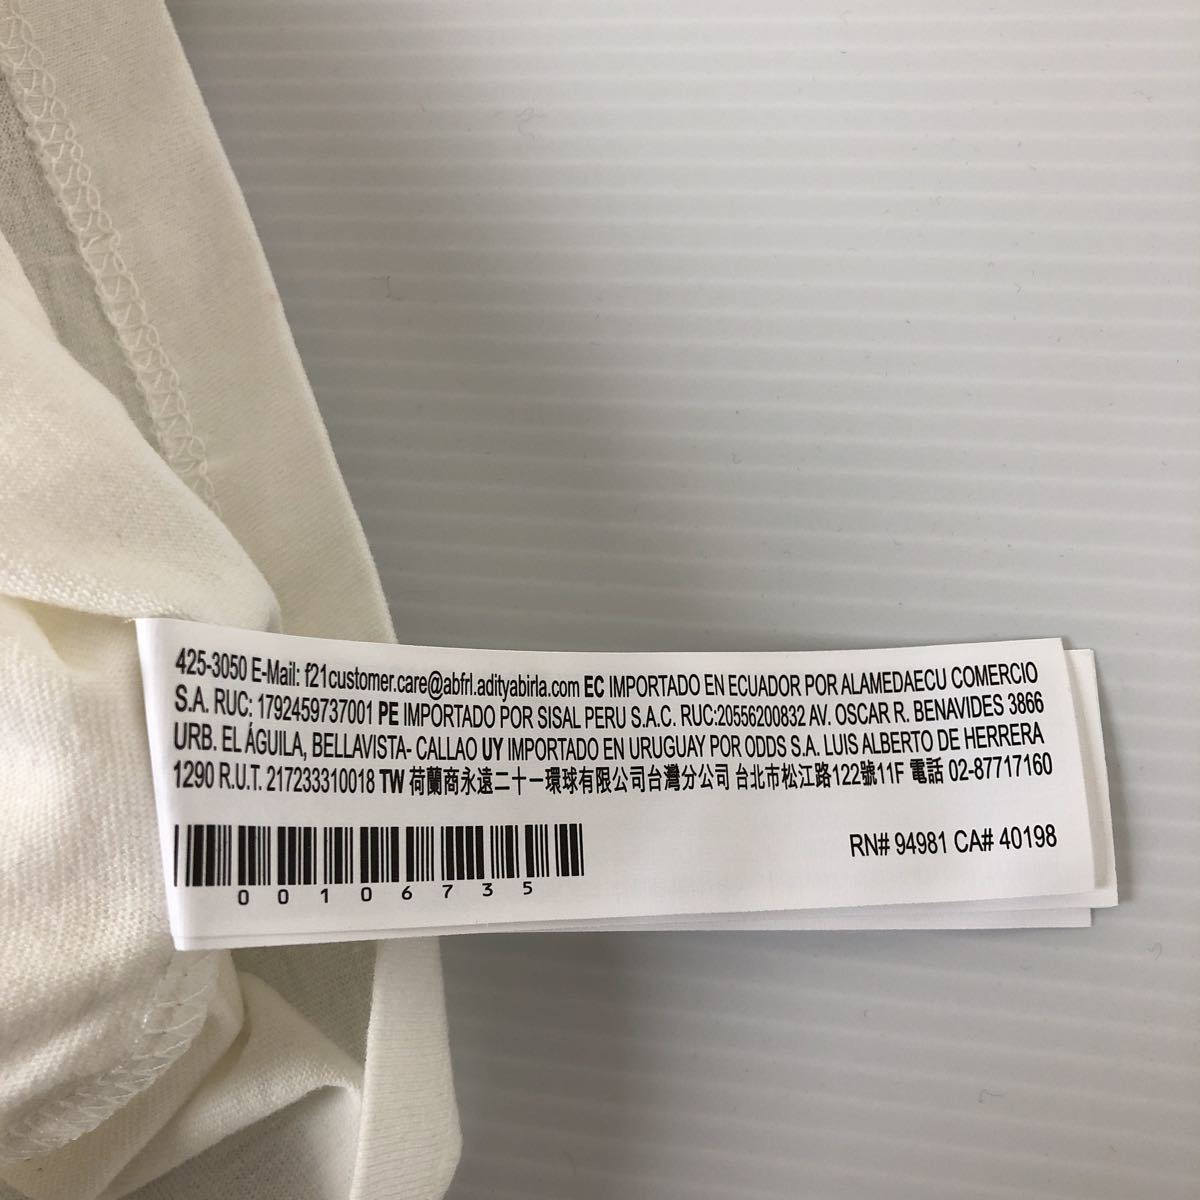 425-3050 E-Mail: f21customer.care@abfrl.adityabirla.com EC IMPORTADO EN ECUADOR POR ALAMEDAECU COMERCIO
S.A. RUC: 1792459737001 PE IMPORTADO POR SISAL PERU S.A.C. RUC:20556200832 AV. OSCAR R. BENAVIDES 3866
URB. EL ÁGUILA, BELLAVISTA- CALLAO UY IMPORTADO EN URUGUAY POR ODDS S.A. LUIS ALBERTO DE HERRERA
1290 R.U.T. 217233310018 TW 荷蘭商永遠二十一環球有限公司台灣分公司 台北市松江路122號11F 電話 02-87717160
RN# 94981 CA# 40198
00106735